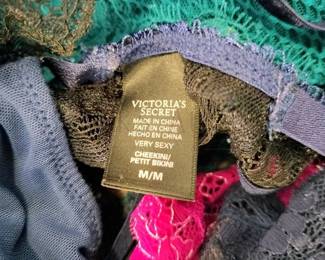 VICTORIA'S
SECRET
MADE IN CHINA
FAIT EN CHINE
HECHO EN CHINA
VERY SEXY
CHEEKINI/
PETIT BIKINI
M/M